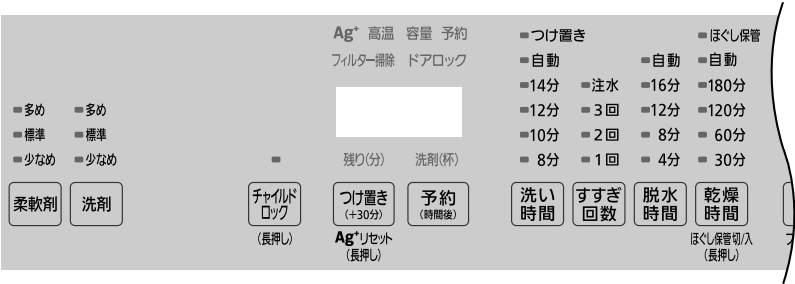 Ag⁺ 高温 容量 予約
フィルター掃除 ドアロック
残り(分) 洗剤(杯)
多め
標準
少なめ
柔軟剤
多め
標準
少なめ
洗剤
チャイルド
ロック
(長押し)
つけ置き
(+30分)
Ag⁺リセット
(長押し)
予約
(時間後)
つけ置き
自動
14分
12分
10分
8分
洗い
時間
注水
3回
2回
1回
すすぎ
回数
自動
16分
12分
8分
4分
脱水
時間
ほぐし保管
自動
180分
120分
60分
30分
乾燥
時間
ほぐし保管切/入
(長押し)